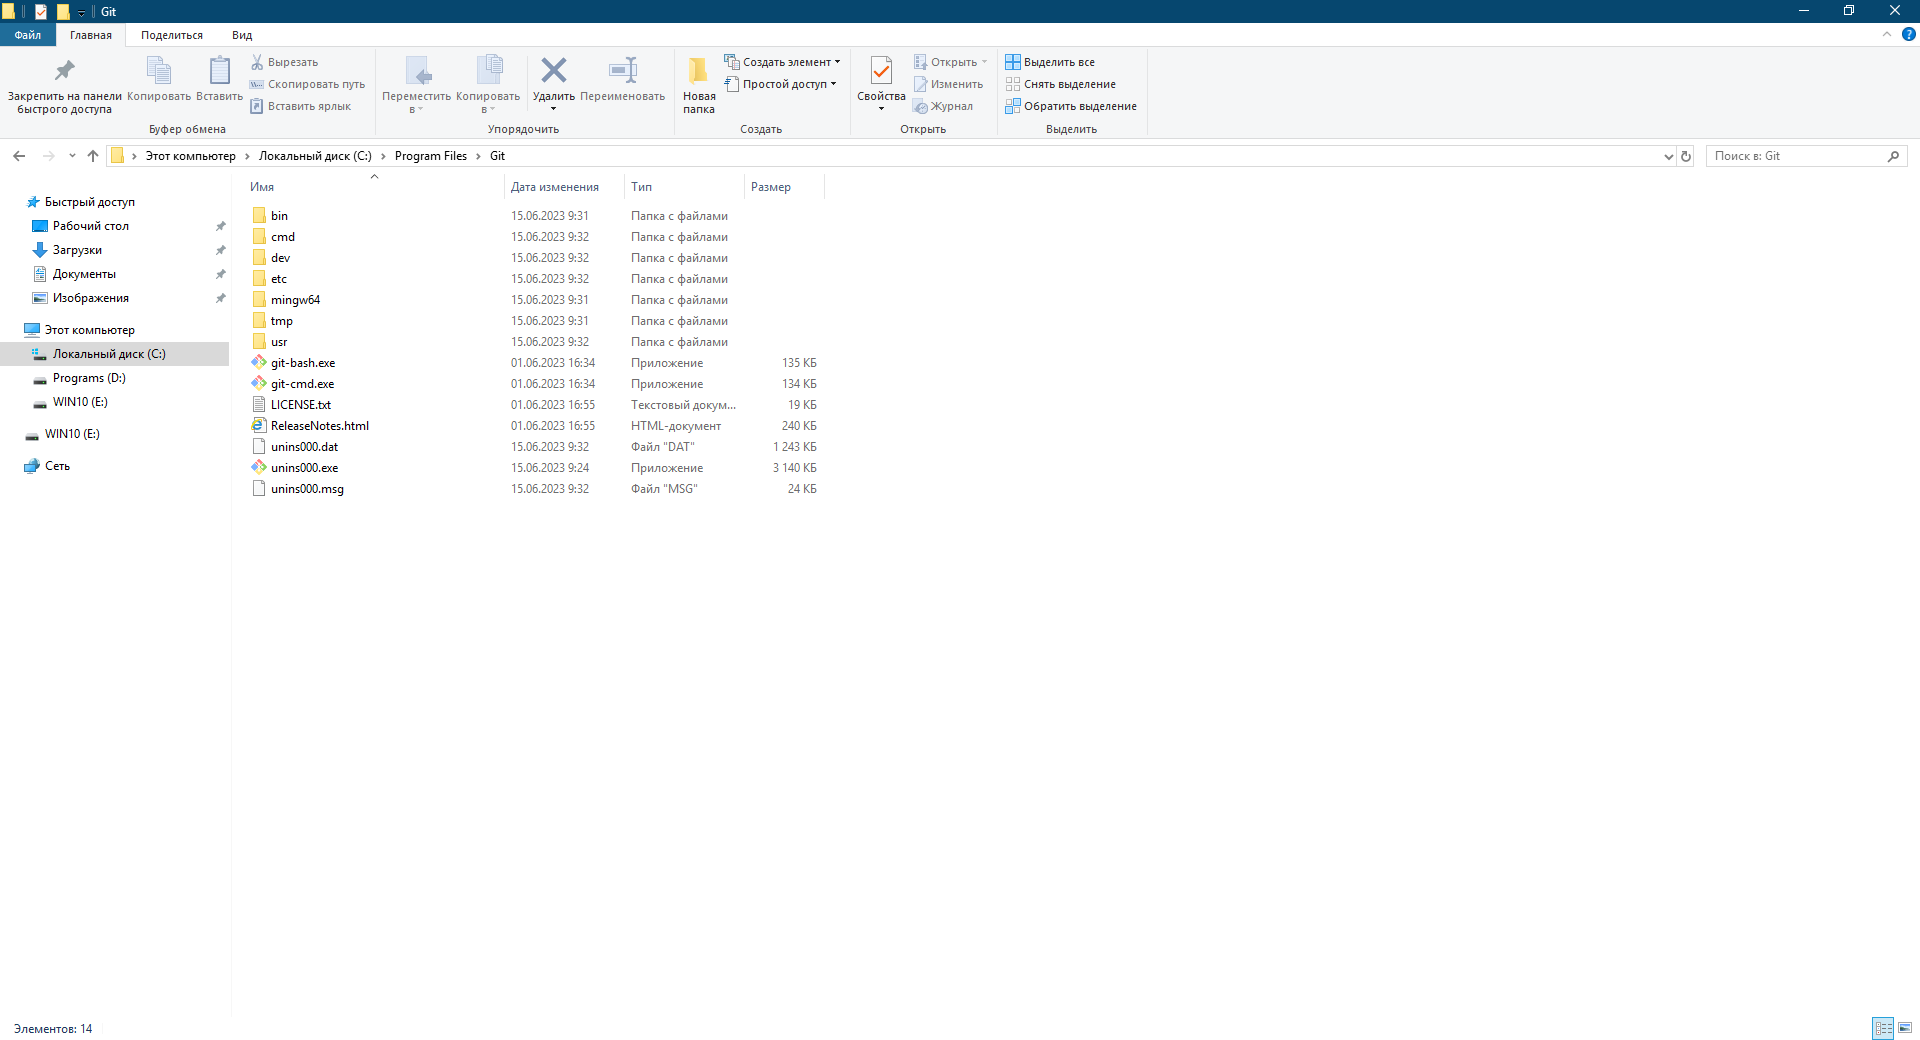 Git
Файл Главная Поделиться Вид
Закрепить на панели быстрого доступа
Копировать
Вставить
Вырезать
Скопировать путь
Вставить ярлык
Буфер обмена
Переместить в
Копировать в
Удалить
Переименовать
Упорядочить
Новая папка
Создать элемент
Простой доступ
Создать
Свойства
Открыть
Изменить
Журнал
Открыть
Выделить все
Снять выделение
Обратить выделение
Выделить
Этот компьютер Локальный диск (C:) Program Files Git
Поиск в: Git
Быстрый доступ
Рабочий стол
Загрузки
Документы
Изображения
Этот компьютер
Локальный диск (C:)
Programs (D:)
WIN10 (E:)
WIN10 (E:)
Сеть
Имя Дата изменения Тип Размер
bin 15.06.2023 9:31 Папка с файлами
cmd 15.06.2023 9:32 Папка с файлами
dev 15.06.2023 9:32 Папка с файлами
etc 15.06.2023 9:32 Папка с файлами
mingw64 15.06.2023 9:31 Папка с файлами
tmp 15.06.2023 9:31 Папка с файлами
usr 15.06.2023 9:32 Папка с файлами
git-bash.exe 01.06.2023 16:34 Приложение 135 КБ
git-cmd.exe 01.06.2023 16:34 Приложение 134 КБ
LICENSE.txt 01.06.2023 16:55 Текстовый докум... 19 КБ
ReleaseNotes.html 01.06.2023 16:55 HTML-документ 240 КБ
unins000.dat 15.06.2023 9:32 Файл "DAT" 1 243 КБ
unins000.exe 15.06.2023 9:24 Приложение 3 140 КБ
unins000.msg 15.06.2023 9:32 Файл "MSG" 24 КБ
Элементов: 14